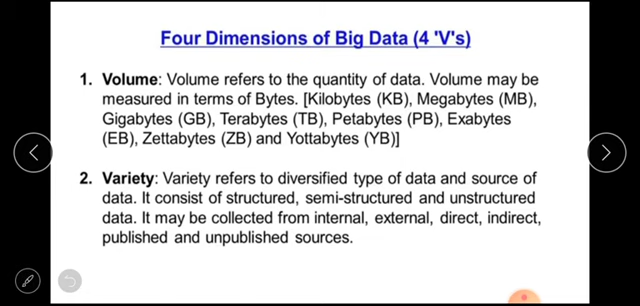 Four Dimensions of Big Data (4 'V's)
1. Volume: Volume refers to the quantity of data. Volume may be
measured in terms of Bytes. [Kilobytes (KB), Megabytes (MB),
Gigabytes (GB), Terabytes (TB), Petabytes (PB), Exabytes
(EB), Zettabytes (ZB) and Yottabytes (YB)]
2. Variety: Variety refers to diversified type of data and source of
data. It consist of structured, semi-structured and unstructured
data. It may be collected from internal, external, direct, indirect,
published and unpublished sources.